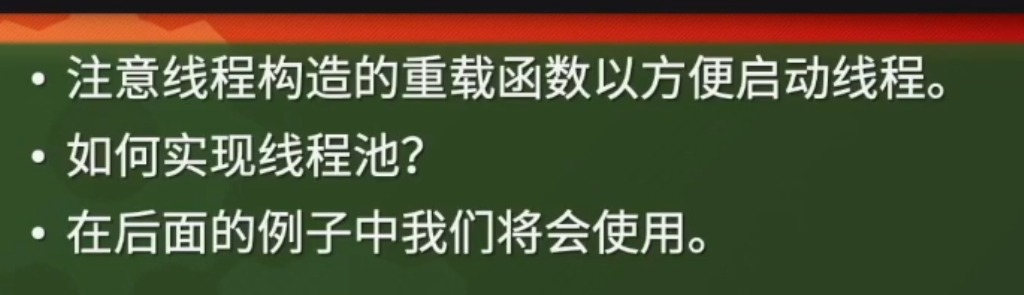 • 注意线程构造的重载函数以方便启动线程。
• 如何实现线程池？
• 在后面的例子中我们将会使用。